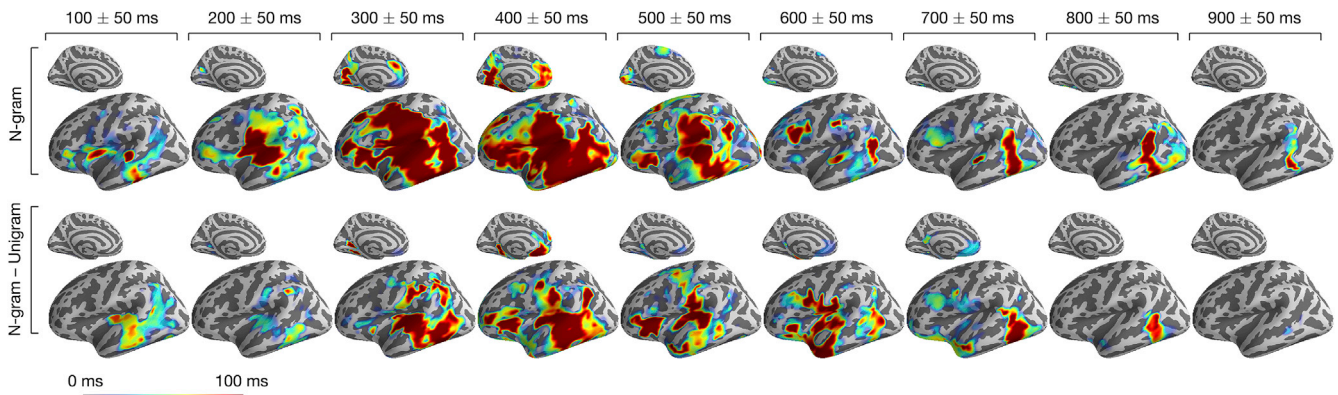 100 ± 50 ms 200 ± 50 ms 300 ± 50 ms 400 ± 50 ms 500 ± 50 ms 600 ± 50 ms 700 ± 50 ms 800 ± 50 ms 900 ± 50 ms
N-gram
N-gram – Unigram
0 ms 100 ms